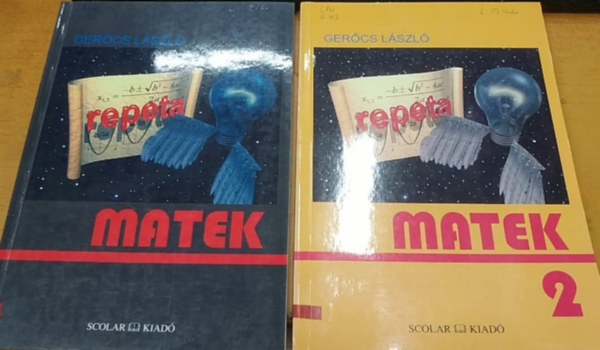 GERŐCS LÁSZLÓ
repeta
MATEK
SCOLAR KIADÓ
GERŐCS LÁSZLÓ
repeta
MATEK
2
SCOLAR KIADÓ